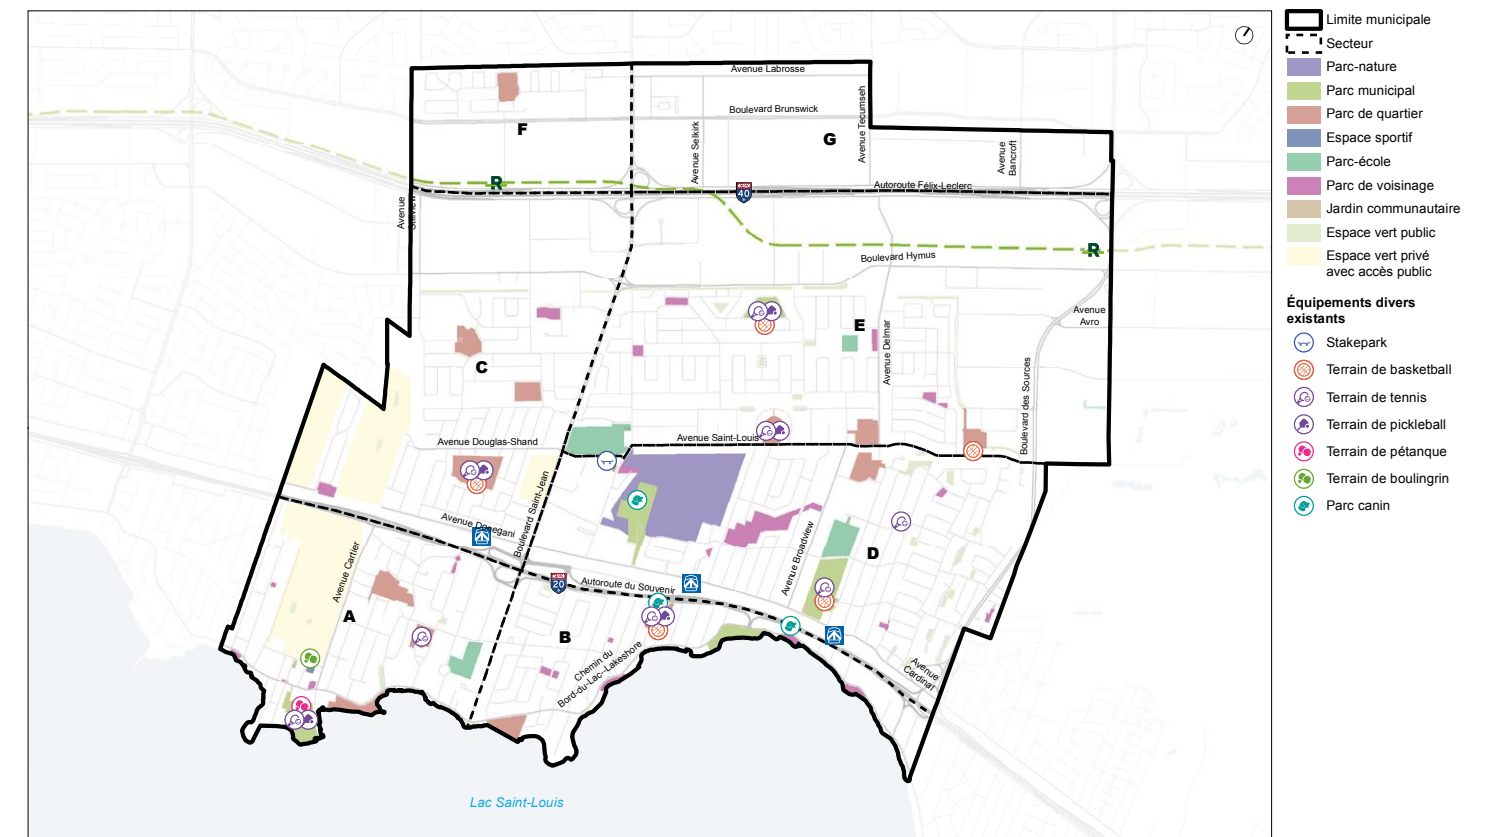 Avenue Labrosse
Boulevard Brunswick
Avenue Tecumseh
Avenue Selkirk
Avenue
Bancroft
F
G
R
40
Autoroute Félix-Leclerc
Avenue
Stillview
R
Boulevard Hymus
Avenue
Avro
E
Avenue Delmar
C
Boulevard des Sources
Avenue Douglas-Shand
Avenue Saint-Louis
Boulevard Saint-Jean
Avenue Donegani
Avenue Broadview
D
Avenue Cartier
20
Autoroute du Souvenir
A
B
Chemin du
Bord-du-Lac--Lakeshore
Avenue
Cardinal
Lac Saint-Louis
Limite municipale
Secteur
Parc-nature
Parc municipal
Parc de quartier
Espace sportif
Parc-école
Parc de voisinage
Jardin communautaire
Espace vert public
Espace vert privé
avec accès public
Équipements divers
existants
Stakepark
Terrain de basketball
Terrain de tennis
Terrain de pickleball
Terrain de pétanque
Terrain de boulingrin
Parc canin